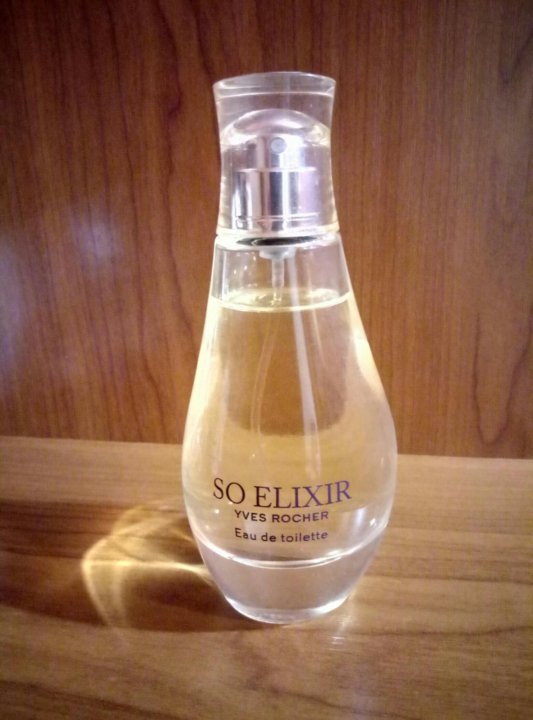 SO ELIXIR
YVES ROCHER
Eau de toilette